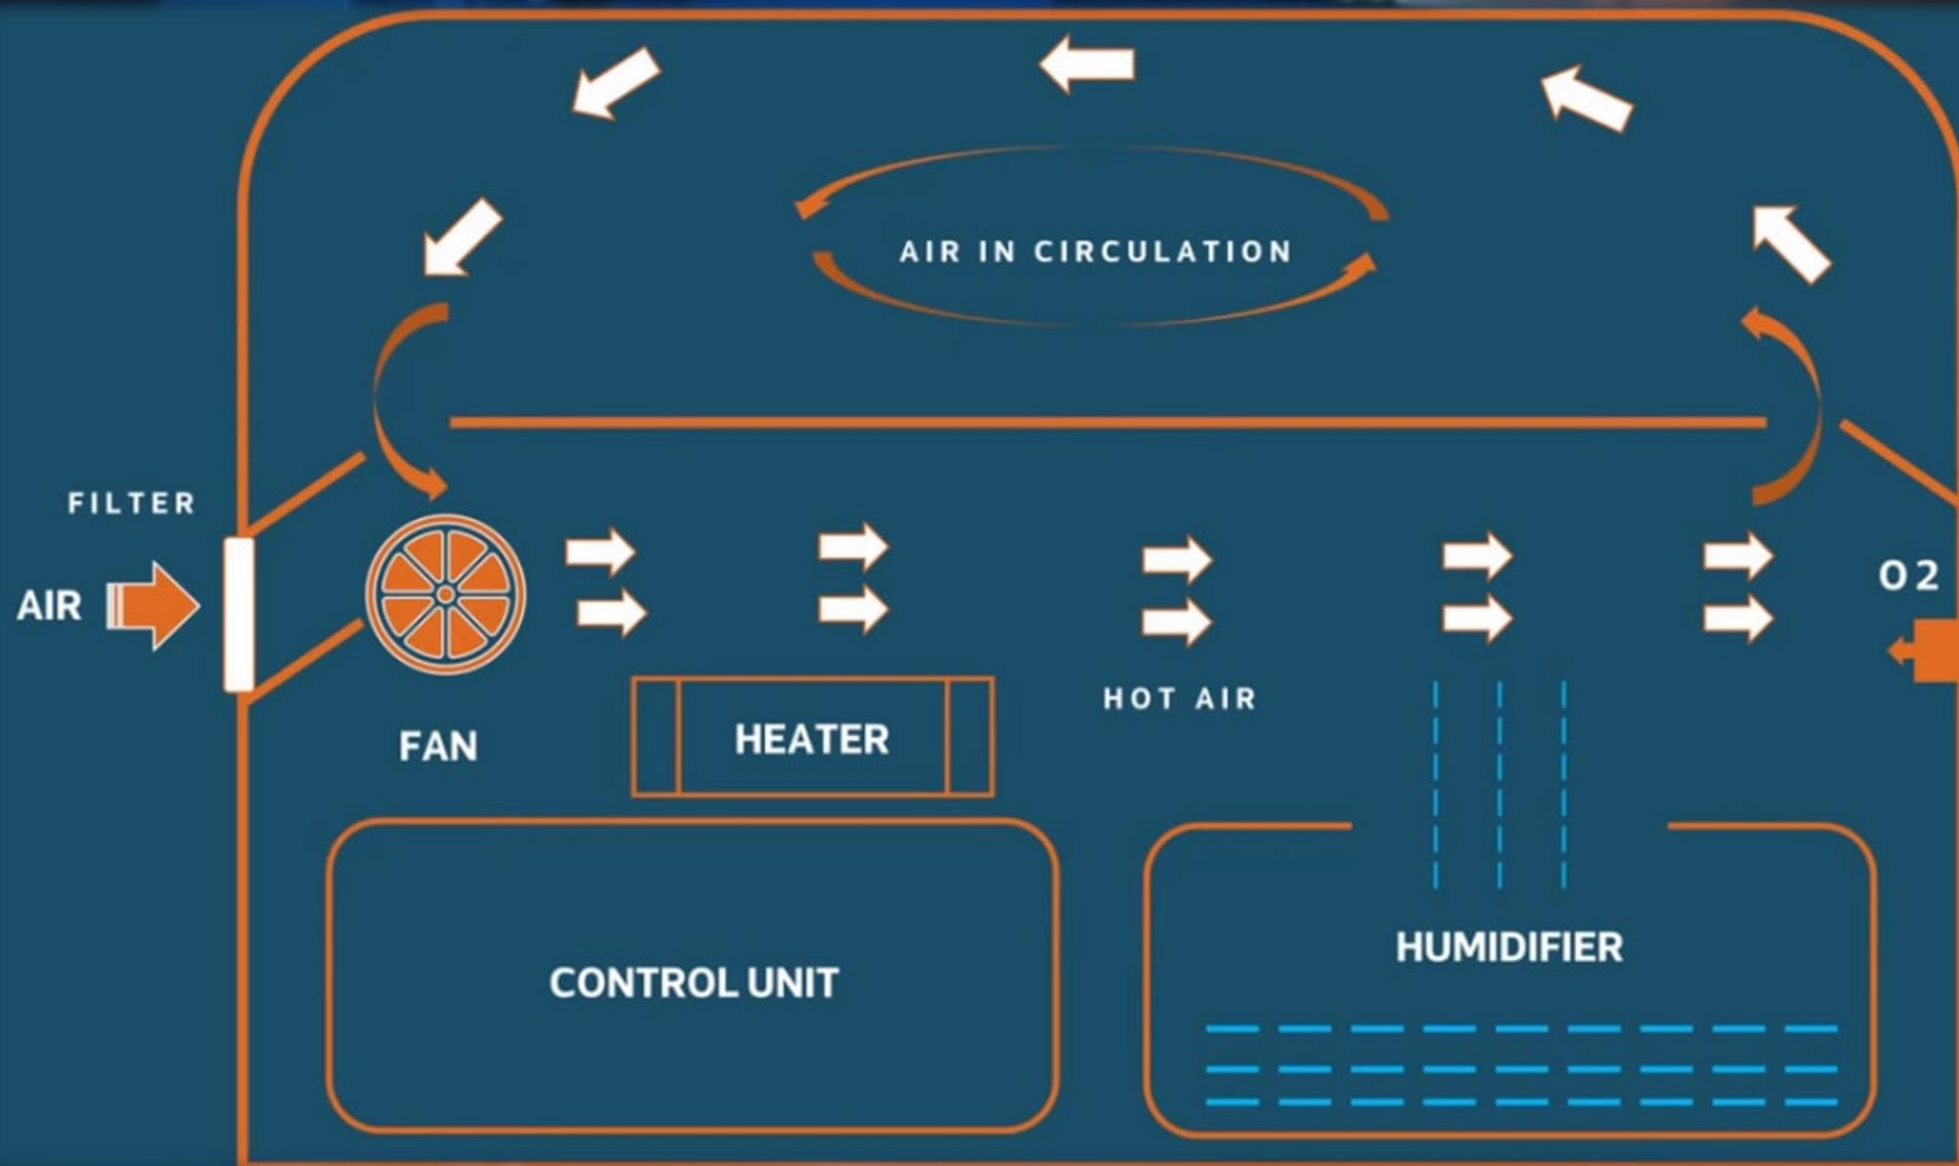 AIR IN CIRCULATION
FILTER
AIR
O2
HOT AIR
FAN
HEATER
CONTROL UNIT
HUMIDIFIER